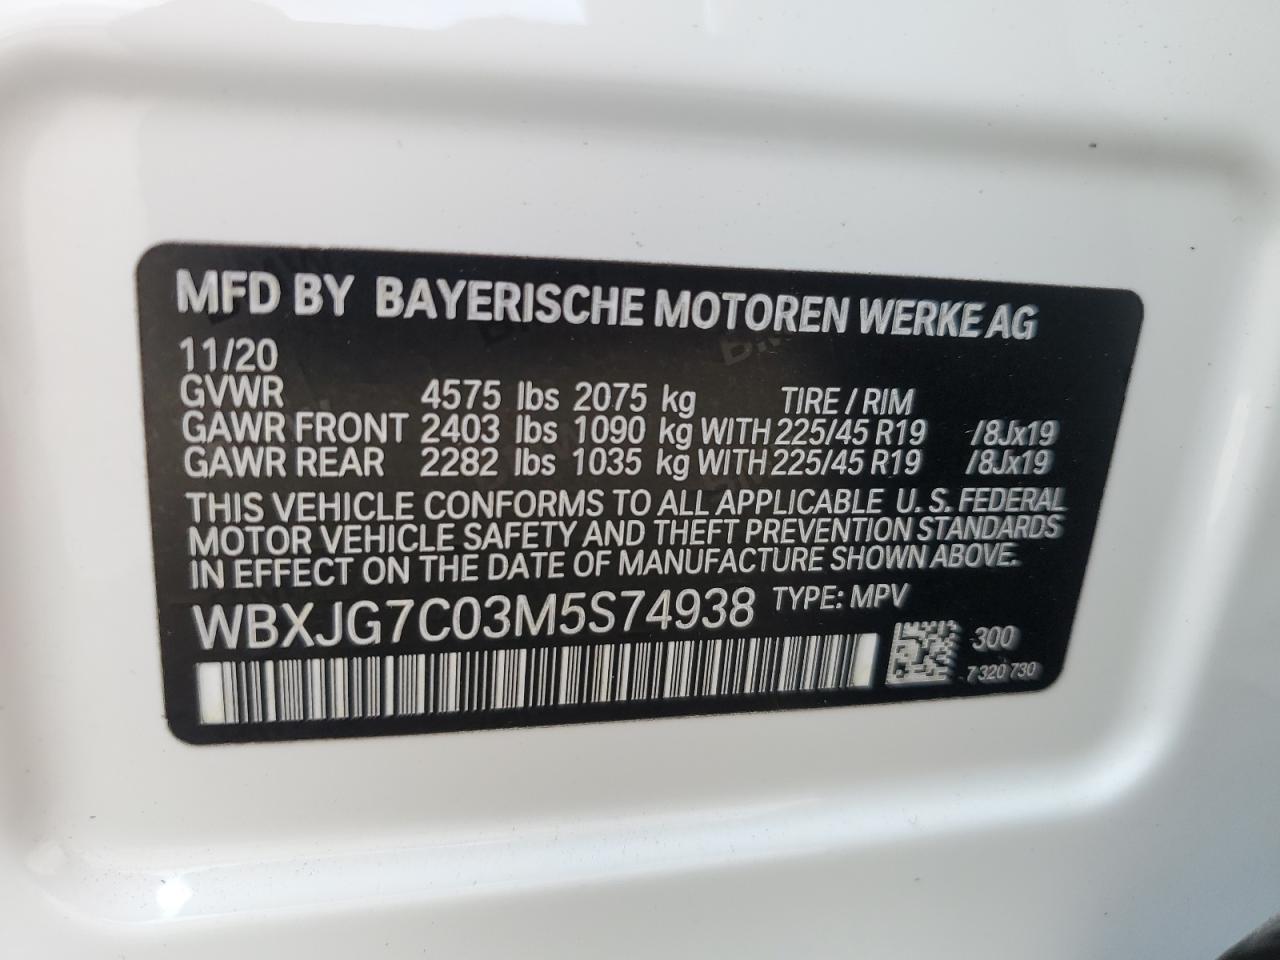 MFD BY BAYERISCHE MOTOREN WERKE AG
11/20
GVWR 4575 lbs 2075 kg TIRE / RIM
GAWR FRONT 2403 lbs 1090 kg WITH 225/45 R19 /8Jx19
GAWR REAR 2282 lbs 1035 kg WITH 225/45 R19 /8Jx19
THIS VEHICLE CONFORMS TO ALL APPLICABLE U. S. FEDERAL
MOTOR VEHICLE SAFETY AND THEFT PREVENTION STANDARDS
IN EFFECT ON THE DATE OF MANUFACTURE SHOWN ABOVE.
WBXJG7C03M5S74938 TYPE: MPV
300
7 320 730